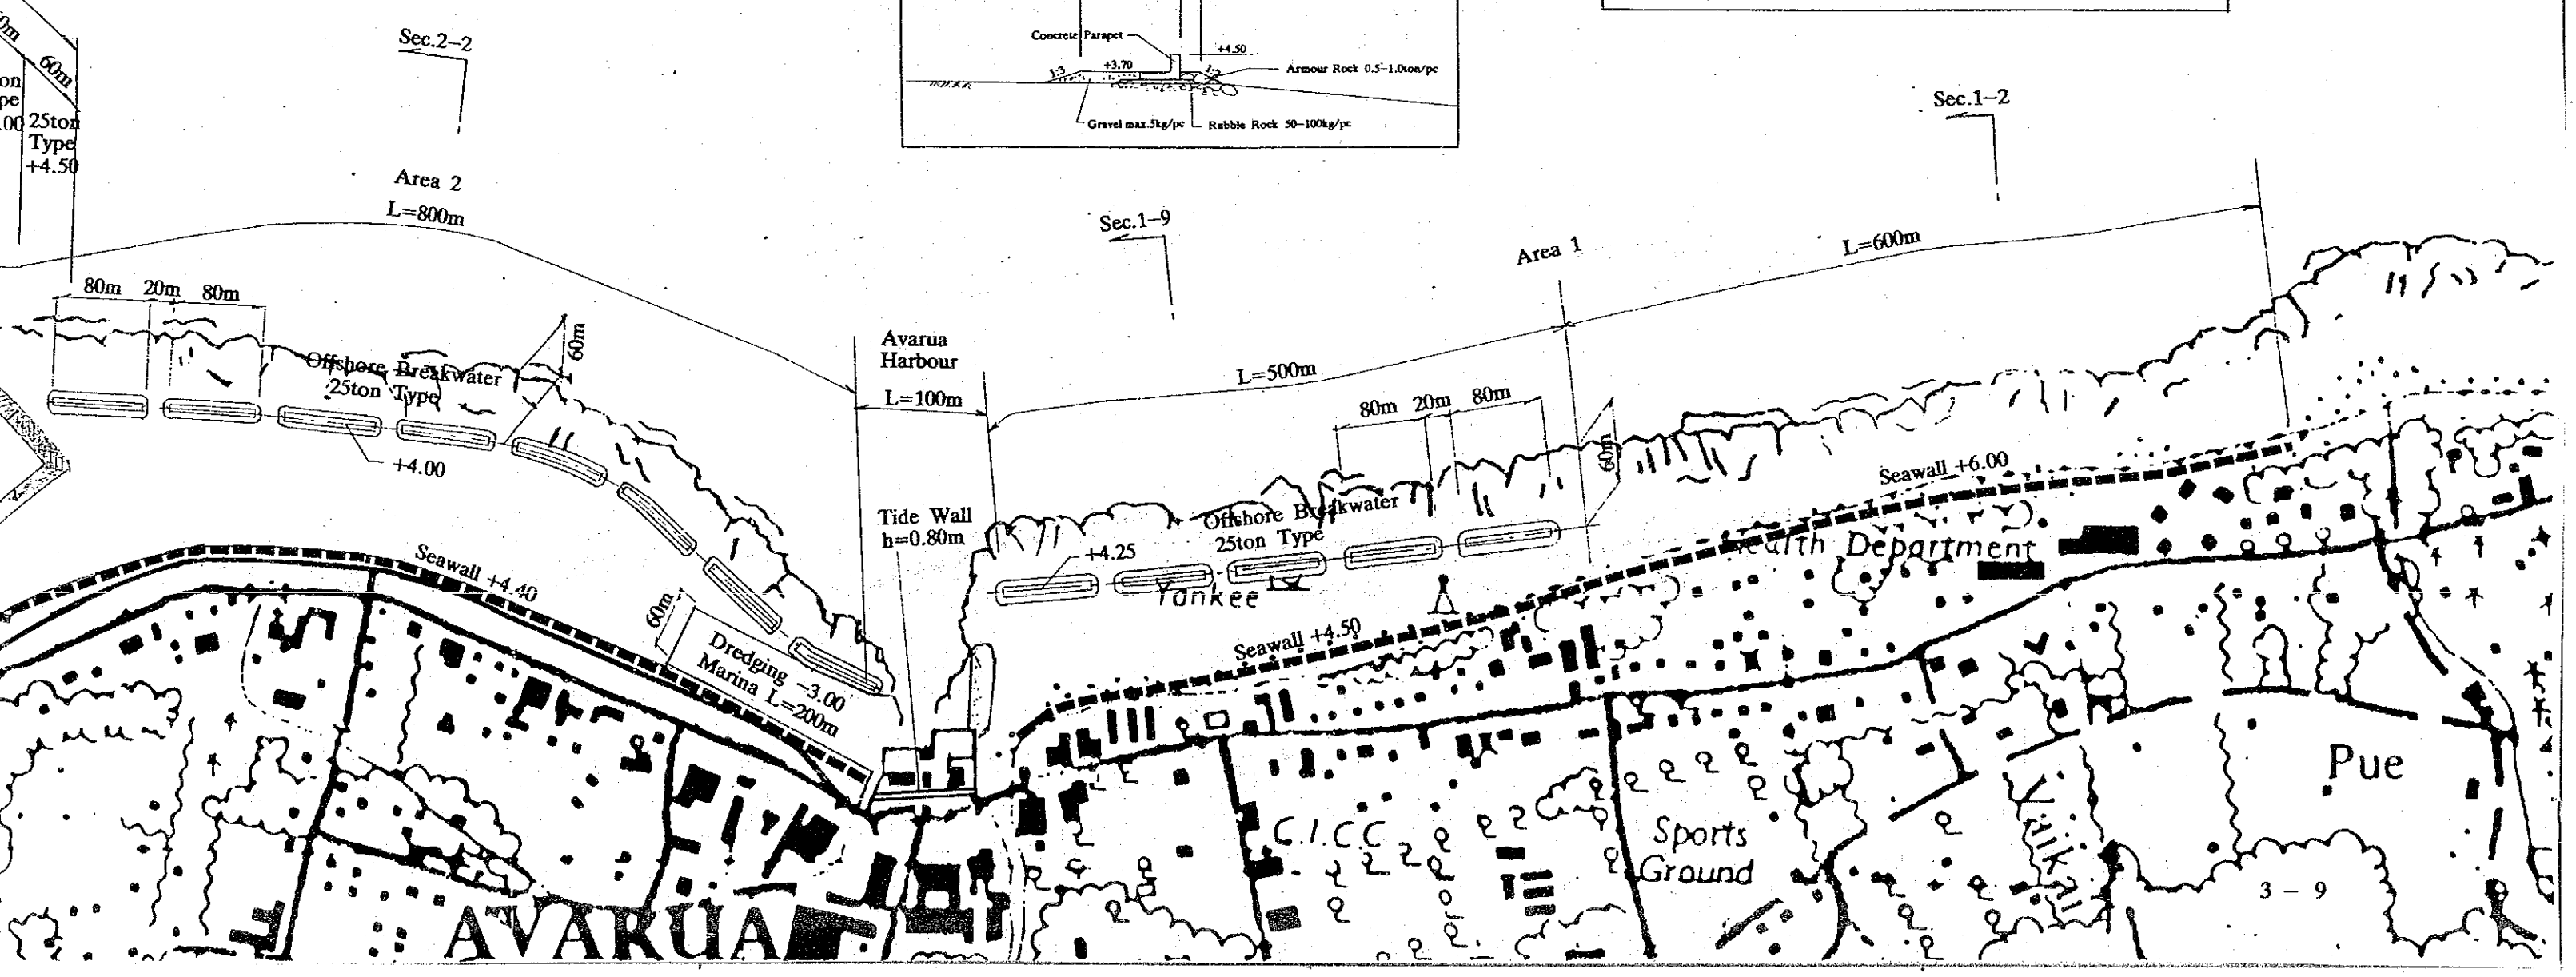 60m
Sec.2-2
Concrete Parapet
+4.50
1:3
+3.70
1:2
Armour Rock 0.5-1.0ton/pc
Gravel max.5kg/pc
Rubble Rock 50-100kg/pc
Sec.1-2
25ton
Type
+4.50
Area 2
L=800m
Sec.1-9
Area 1
L=600m
80m 20m 80m
60m
Offshore Breakwater
25ton Type
+4.00
Avarua
Harbour
L=100m
L=500m
80m 20m 80m
60m
Seawall +6.00
Tide Wall
h=0.80m
Offshore Breakwater
25ton Type
+4.25
Yankee
Health Department
Seawall +4.40
Seawall +4.50
60m
Dredging -3.00
Marina L=200m
Pue
C.I.C.C
Sports
Ground
3-9
AVARUA